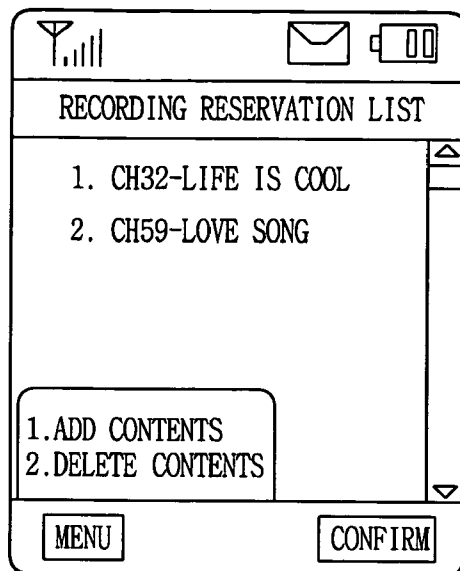 RECORDING RESERVATION LIST
1. CH32-LIFE IS COOL
2. CH59-LOVE SONG
1.ADD CONTENTS
2.DELETE CONTENTS
MENU
CONFIRM